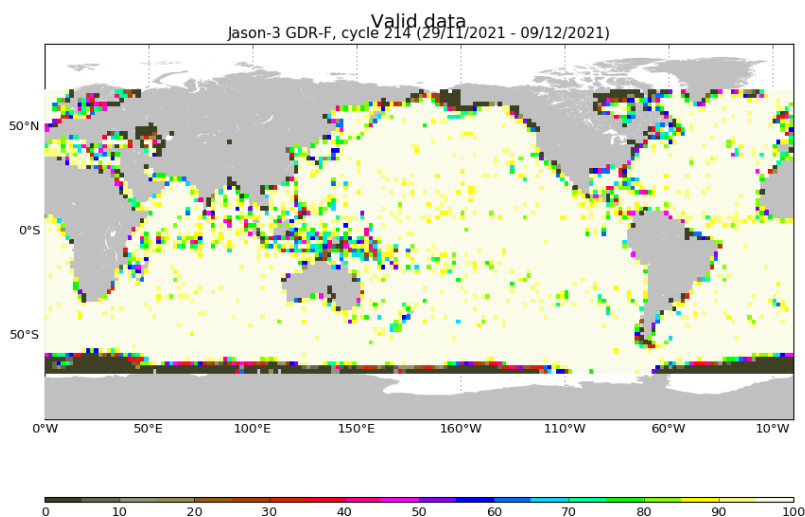 Valid data
Jason-3 GDR-F, cycle 214 (29/11/2021 - 09/12/2021)
50°N
0°S
50°S
0°W 50°E 100°E 150°E 160°W 110°W 60°W 10°W
0 10 20 30 40 50 60 70 80 90 100